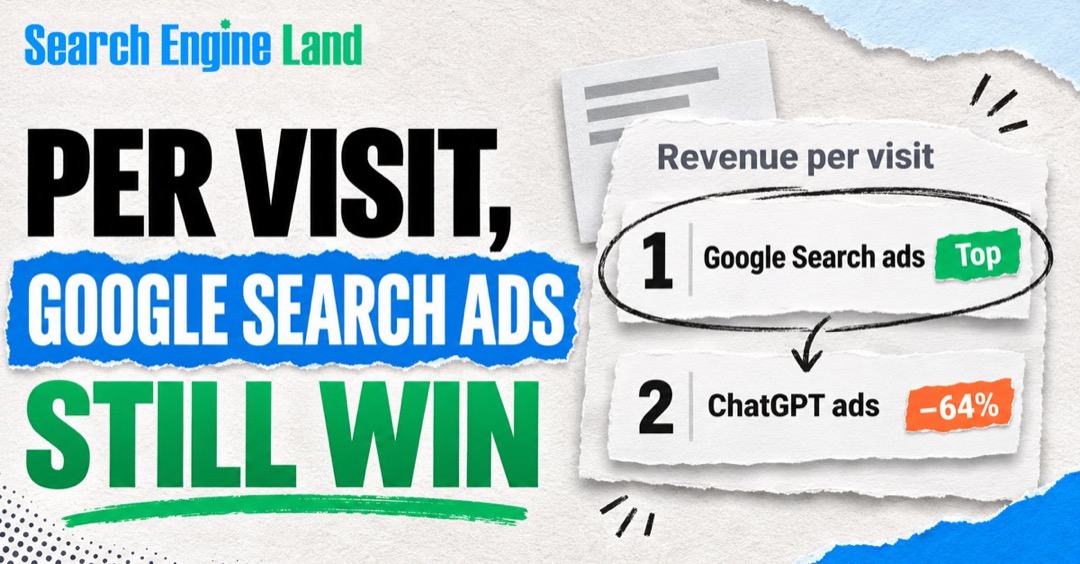 Search Engine Land
PER VISIT,
GOOGLE SEARCH ADS
STILL WIN
Revenue per visit
1 Google Search ads Top
2 ChatGPT ads –64%